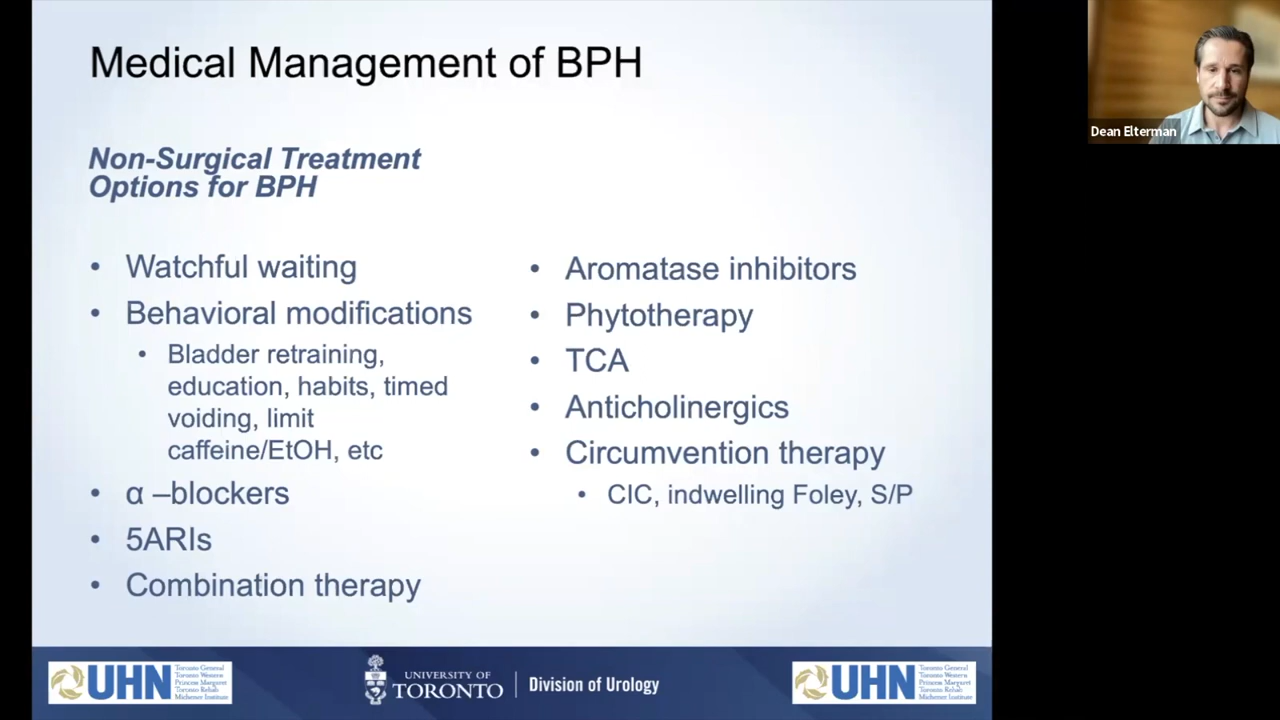 Medical Management of BPH
Non-Surgical Treatment
Options for BPH
• Watchful waiting
• Behavioral modifications
• Bladder retraining,
education, habits, timed
voiding, limit
caffeine/EtOH, etc
• α –blockers
• 5ARIs
• Combination therapy
• Aromatase inhibitors
• Phytotherapy
• TCA
• Anticholinergics
• Circumvention therapy
• CIC, indwelling Foley, S/P
Dean Elterman
UHN
Toronto General
Toronto Western
Princess Margaret
Toronto Rehab
Michener Institute
UNIVERSITY OF
TORONTO
Division of Urology
UHN
Toronto General
Toronto Western
Princess Margaret
Toronto Rehab
Michener Institute